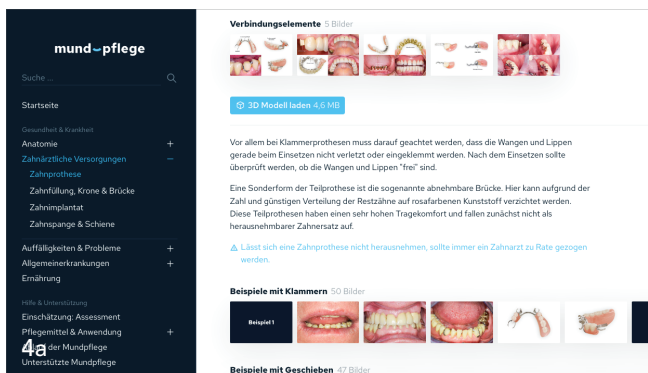 mund pflege
Suche ...
Startseite
Gesundheit & Krankheit
Anatomie +
Zahnärztliche Versorgungen −
Zahnprothese
Zahnfüllung, Krone & Brücke
Zahnimplantat
Zahnspange & Schiene
Auffälligkeiten & Probleme +
Allgemeinerkrankungen +
Ernährung
Hilfe & Unterstützung
Einschätzung: Assessment
Pflegemittel & Anwendung +
der Mundpflege
Unterstützte Mundpflege
4a
Verbindungselemente 5 Bilder
3D Modell laden 4,6 MB
Vor allem bei Klammerprothesen muss darauf geachtet werden, dass die Wangen und Lippen
gerade beim Einsetzen nicht verletzt oder eingeklemmt werden. Nach dem Einsetzen sollte
überprüft werden, ob die Wangen und Lippen "frei" sind.
Eine Sonderform der Teilprothese ist die sogenannte abnehmbare Brücke. Hier kann aufgrund der
Zahl und günstigen Verteilung der Restzähne auf rosafarbenen Kunststoff verzichtet werden.
Diese Teilprothesen haben einen sehr hohen Tragekomfort und fallen zunächst nicht als
herausnehmbarer Zahnersatz auf.
Lässt sich eine Zahnprothese nicht herausnehmen, sollte immer ein Zahnarzt zu Rate gezogen
werden.
Beispiele mit Klammern 50 Bilder
Beispiel 1
Beispiele mit Geschieben 47 Bilder